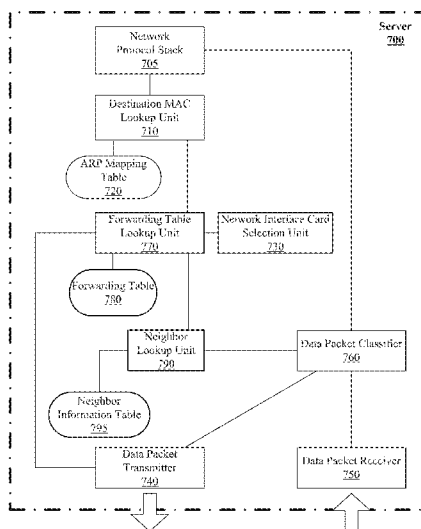 Server
700
Network
Protocol Stack
705
Destination MAC
Lookup Unit
710
ARP Mapping
Table
720
Forwarding Table
Lookup Unit
770
Network Interface Card
Selection Unit
730
Forwarding Table
780
Neighbor
Lookup Unit
790
Data Packet Classifier
760
Neighbor
Information Table
795
Data Packet
Transmitter
740
Data Packet Receiver
750